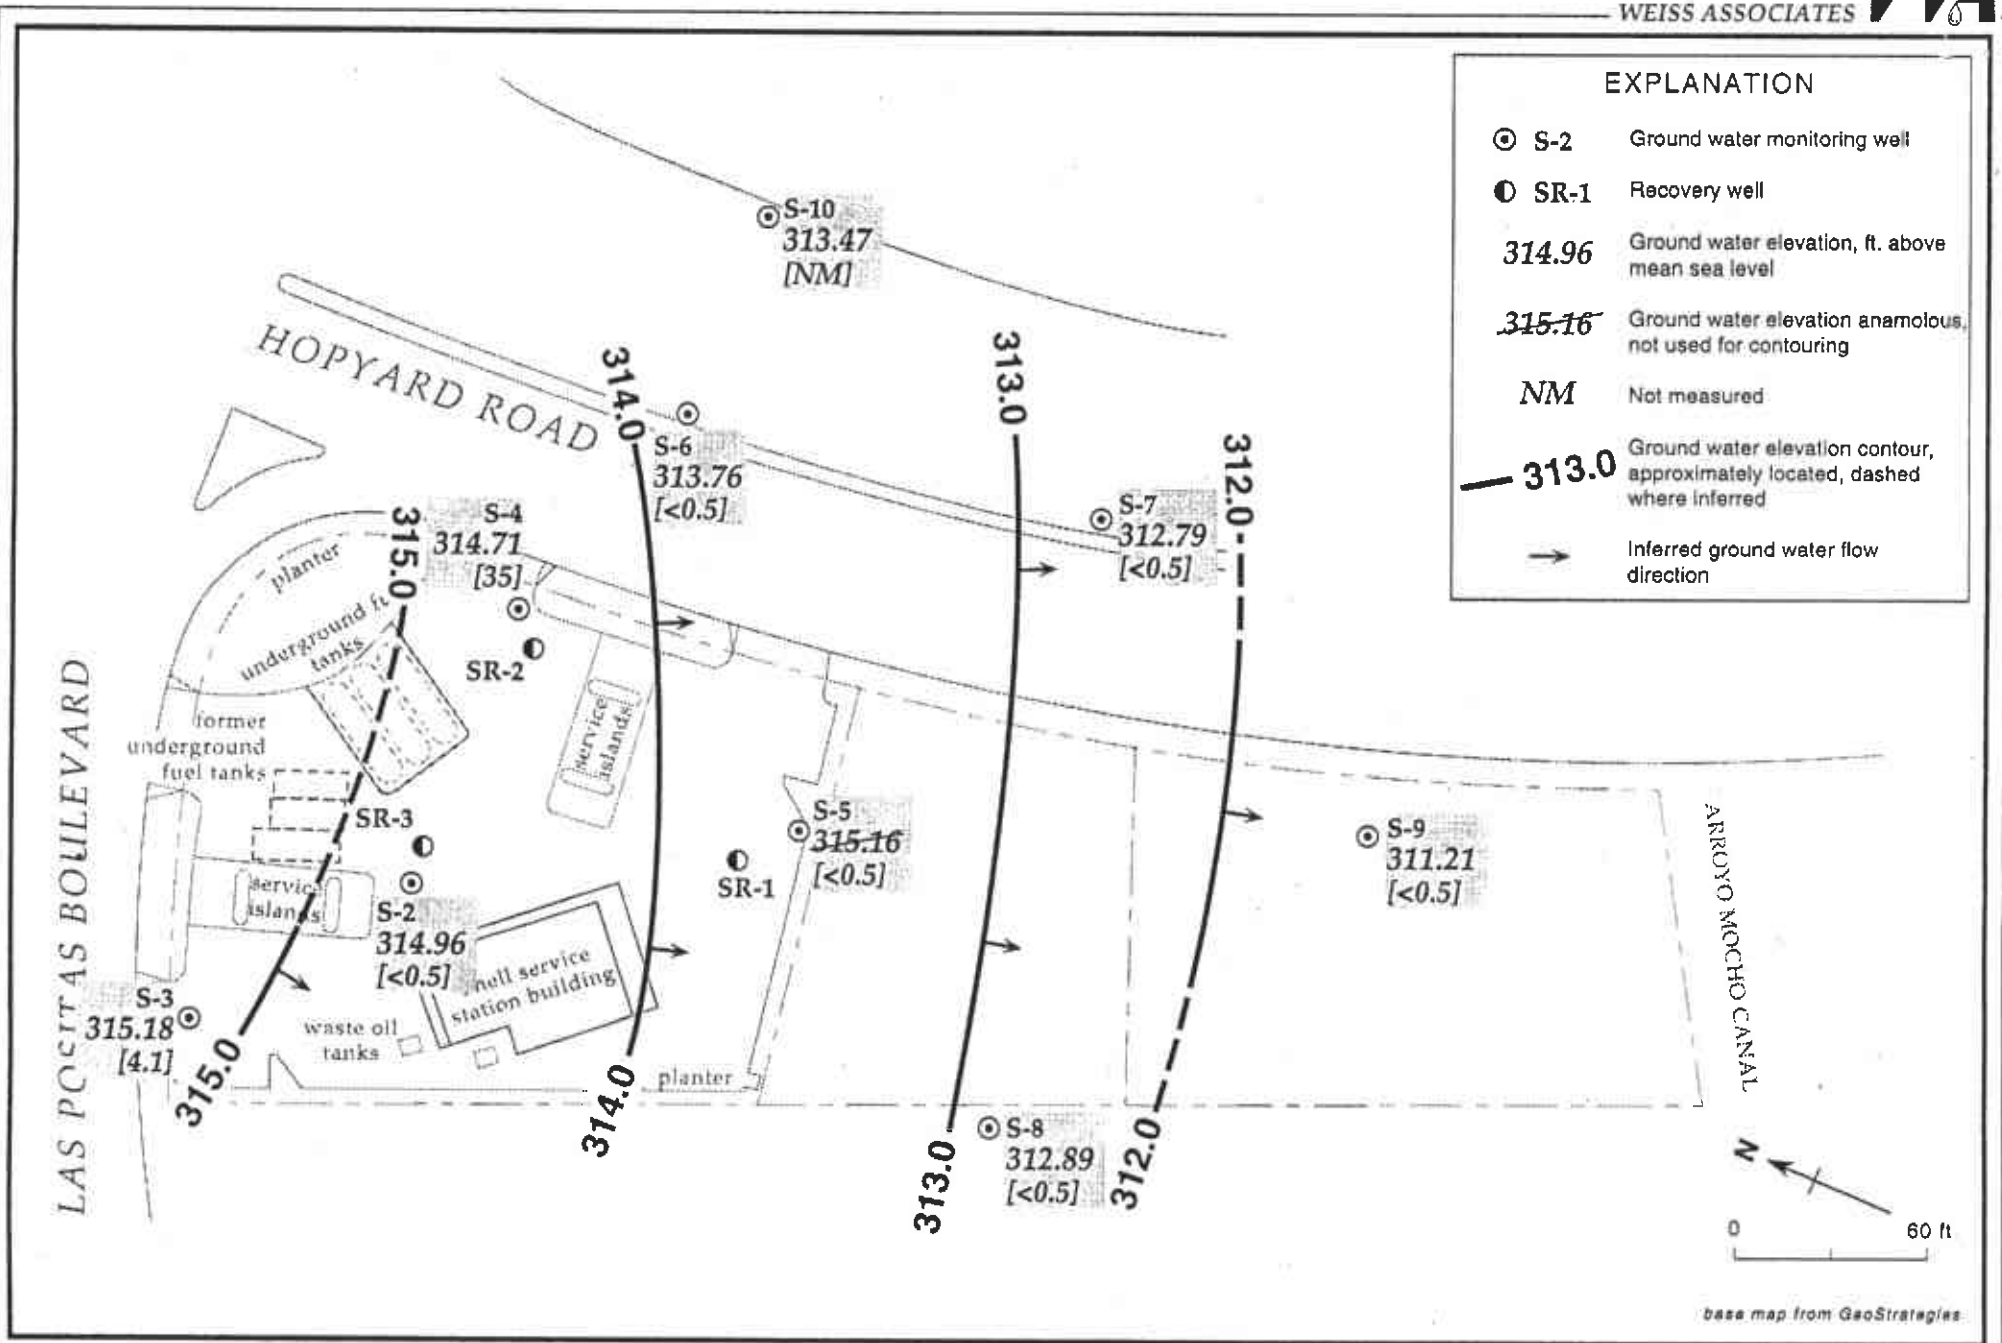 WEISS ASSOCIATES
EXPLANATION
S-2 Ground water monitoring well
SR-1 Recovery well
314.96 Ground water elevation, ft. above
mean sea level
315.16 Ground water elevation anamolous,
not used for contouring
NM Not measured
313.0 Ground water elevation contour,
approximately located, dashed
where inferred
Inferred ground water flow
direction
S-10
313.47
[NM]
HOPYARD ROAD
314.0
313.0
312.0
S-6
313.76
[<0.5]
S-7
312.79
[<0.5]
315.0
S-4
314.71
[35]
planter
underground fu
tanks
SR-2
service
islands
former
underground
fuel tanks
SR-3
S-5
315.16
[<0.5]
SR-1
S-9
311.21
[<0.5]
service
islands
S-2
314.96
[<0.5]
hell service
station building
S-3
315.18
[4.1]
waste oil
tanks
planter
315.0
314.0
313.0
312.0
S-8
312.89
[<0.5]
LAS POSITAS BOULEVARD
ARROYO MOCHO CANAL
N
0 60 ft
base map from GeoStrategies